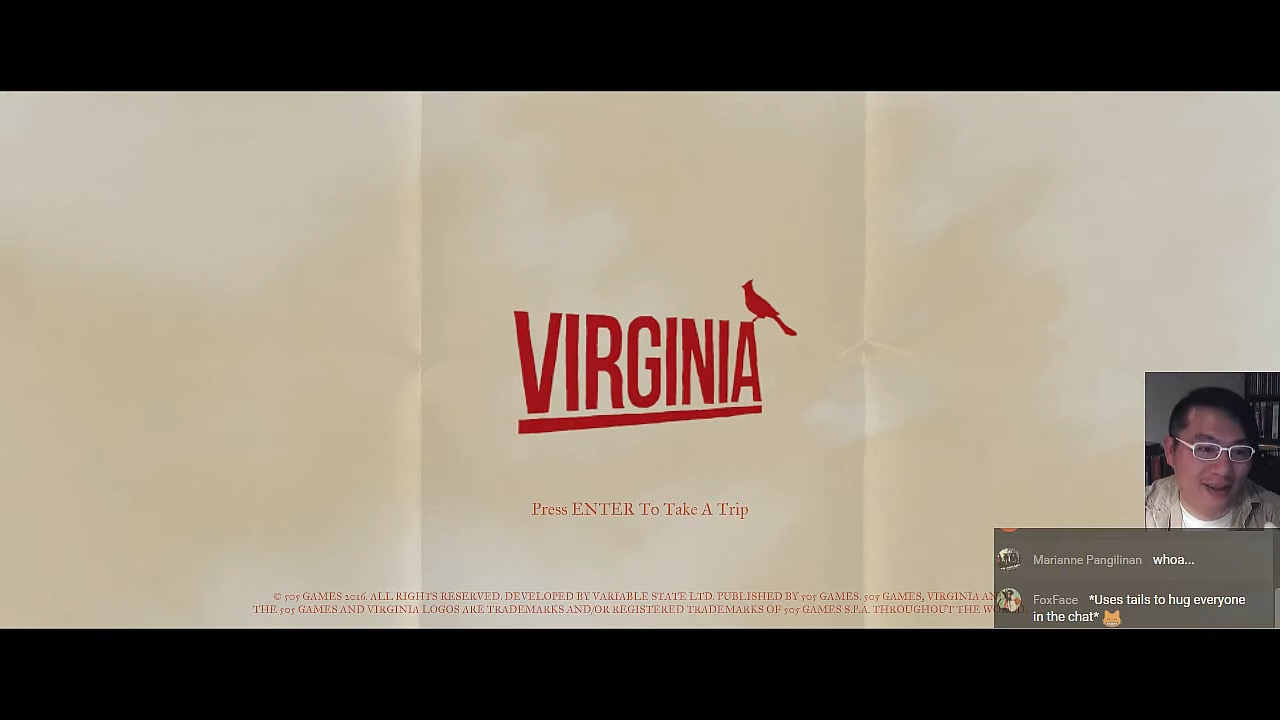 VIRGINIA
Press ENTER To Take A Trip
© 505 GAMES 2016. ALL RIGHTS RESERVED. DEVELOPED BY VARIABLE STATE LTD. PUBLISHED BY 505 GAMES. 505 GAMES, VIRGINIA AN
THE 505 GAMES AND VIRGINIA LOGOS ARE TRADEMARKS AND/OR REGISTERED TRADEMARKS OF 505 GAMES S.P.A. THROUGHOUT THE
Marianne Pangilinan whoa...
FoxFace *Uses tails to hug everyone
in the chat* 😸